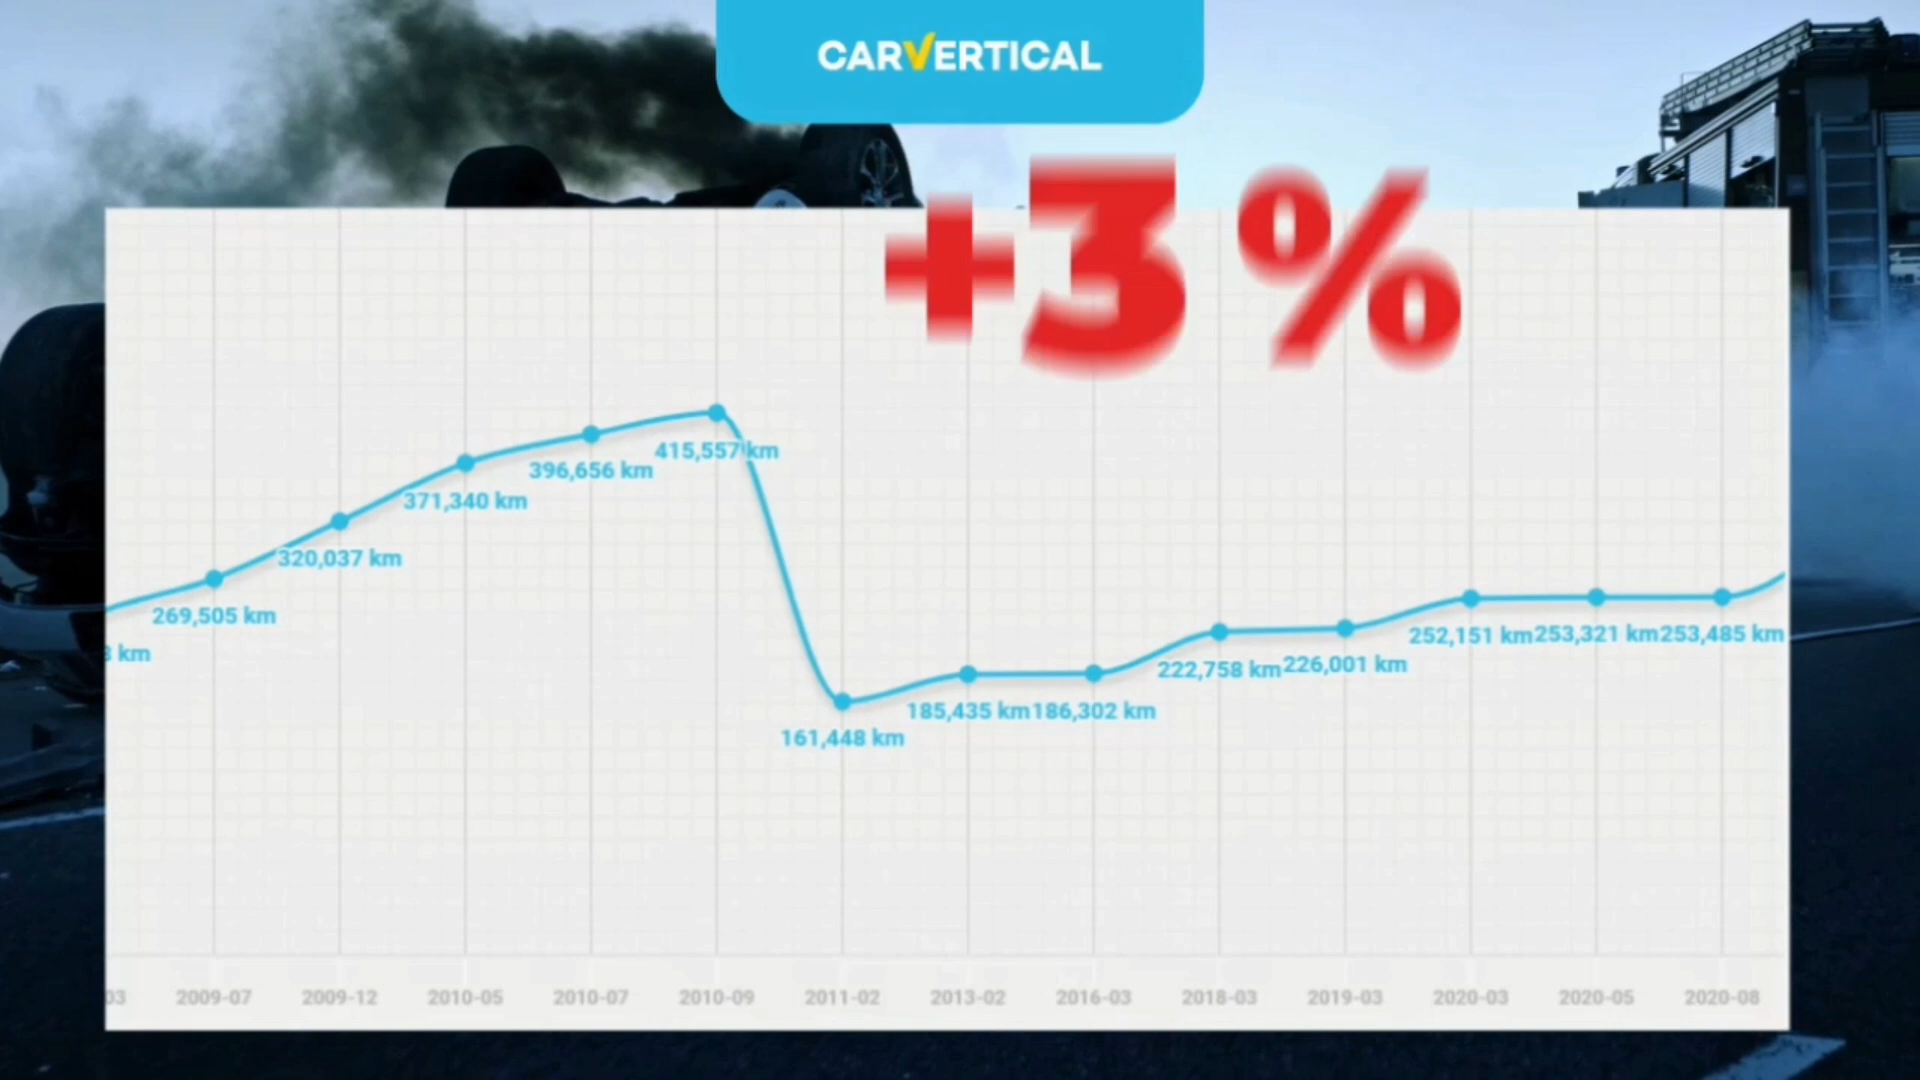 CARVERTICAL
+3%
415,557 km
396,656 km
371,340 km
320,037 km
269,505 km
km
252,151 km 253,321 km 253,485 km
222,758 km 226,001 km
185,435 km 186,302 km
161,448 km
03 2009-07 2009-12 2010-05 2010-07 2010-09 2011-02 2013-02 2016-03 2018-03 2019-03 2020-03 2020-05 2020-08